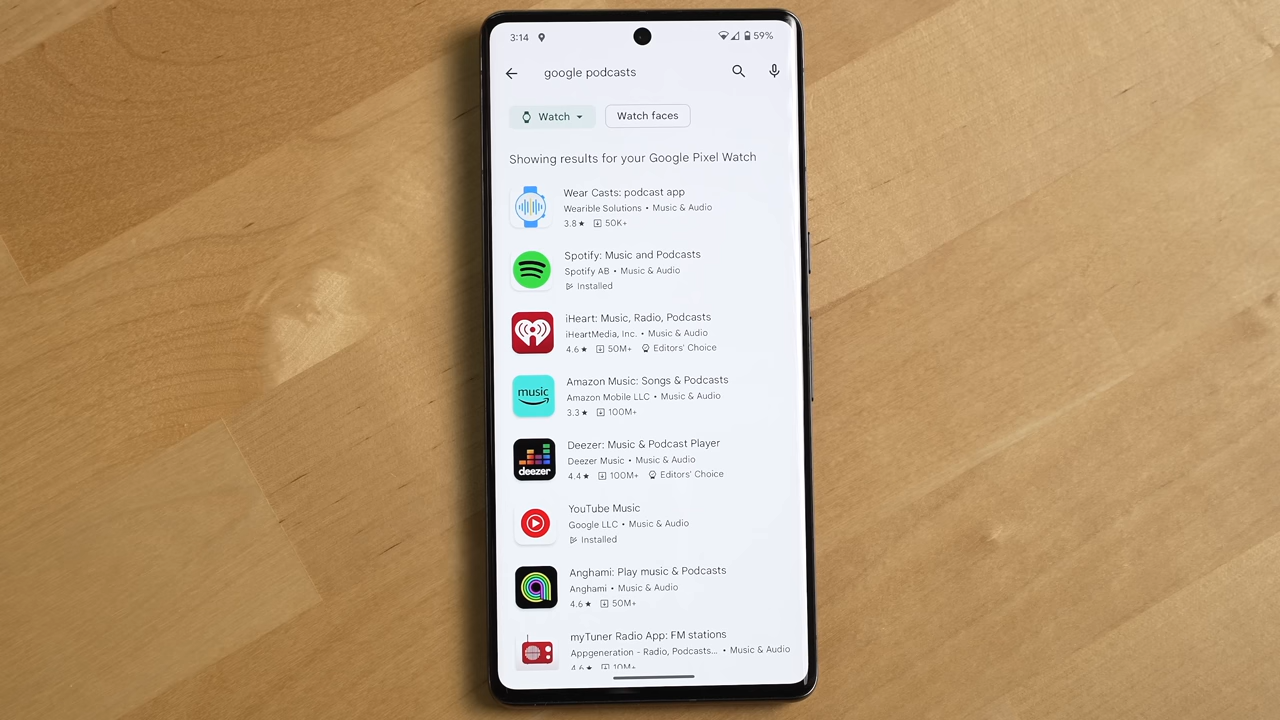 3:14 59%
google podcasts
Watch Watch faces
Showing results for your Google Pixel Watch
Wear Casts: podcast app
Wearible Solutions • Music & Audio
3.8★ 50K+
Spotify: Music and Podcasts
Spotify AB • Music & Audio
Installed
iHeart: Music, Radio, Podcasts
iHeartMedia, Inc. • Music & Audio
4.6★ 50M+ Editors' Choice
music
Amazon Music: Songs & Podcasts
Amazon Mobile LLC • Music & Audio
3.3★ 100M+
deezer
Deezer: Music & Podcast Player
Deezer Music • Music & Audio
4.4★ 100M+ Editors' Choice
YouTube Music
Google LLC • Music & Audio
Installed
Anghami: Play music & Podcasts
Anghami • Music & Audio
4.6★ 50M+
myTuner Radio App: FM stations
Appgeneration - Radio, Podcasts... • Music & Audio
4.6★ 10M+